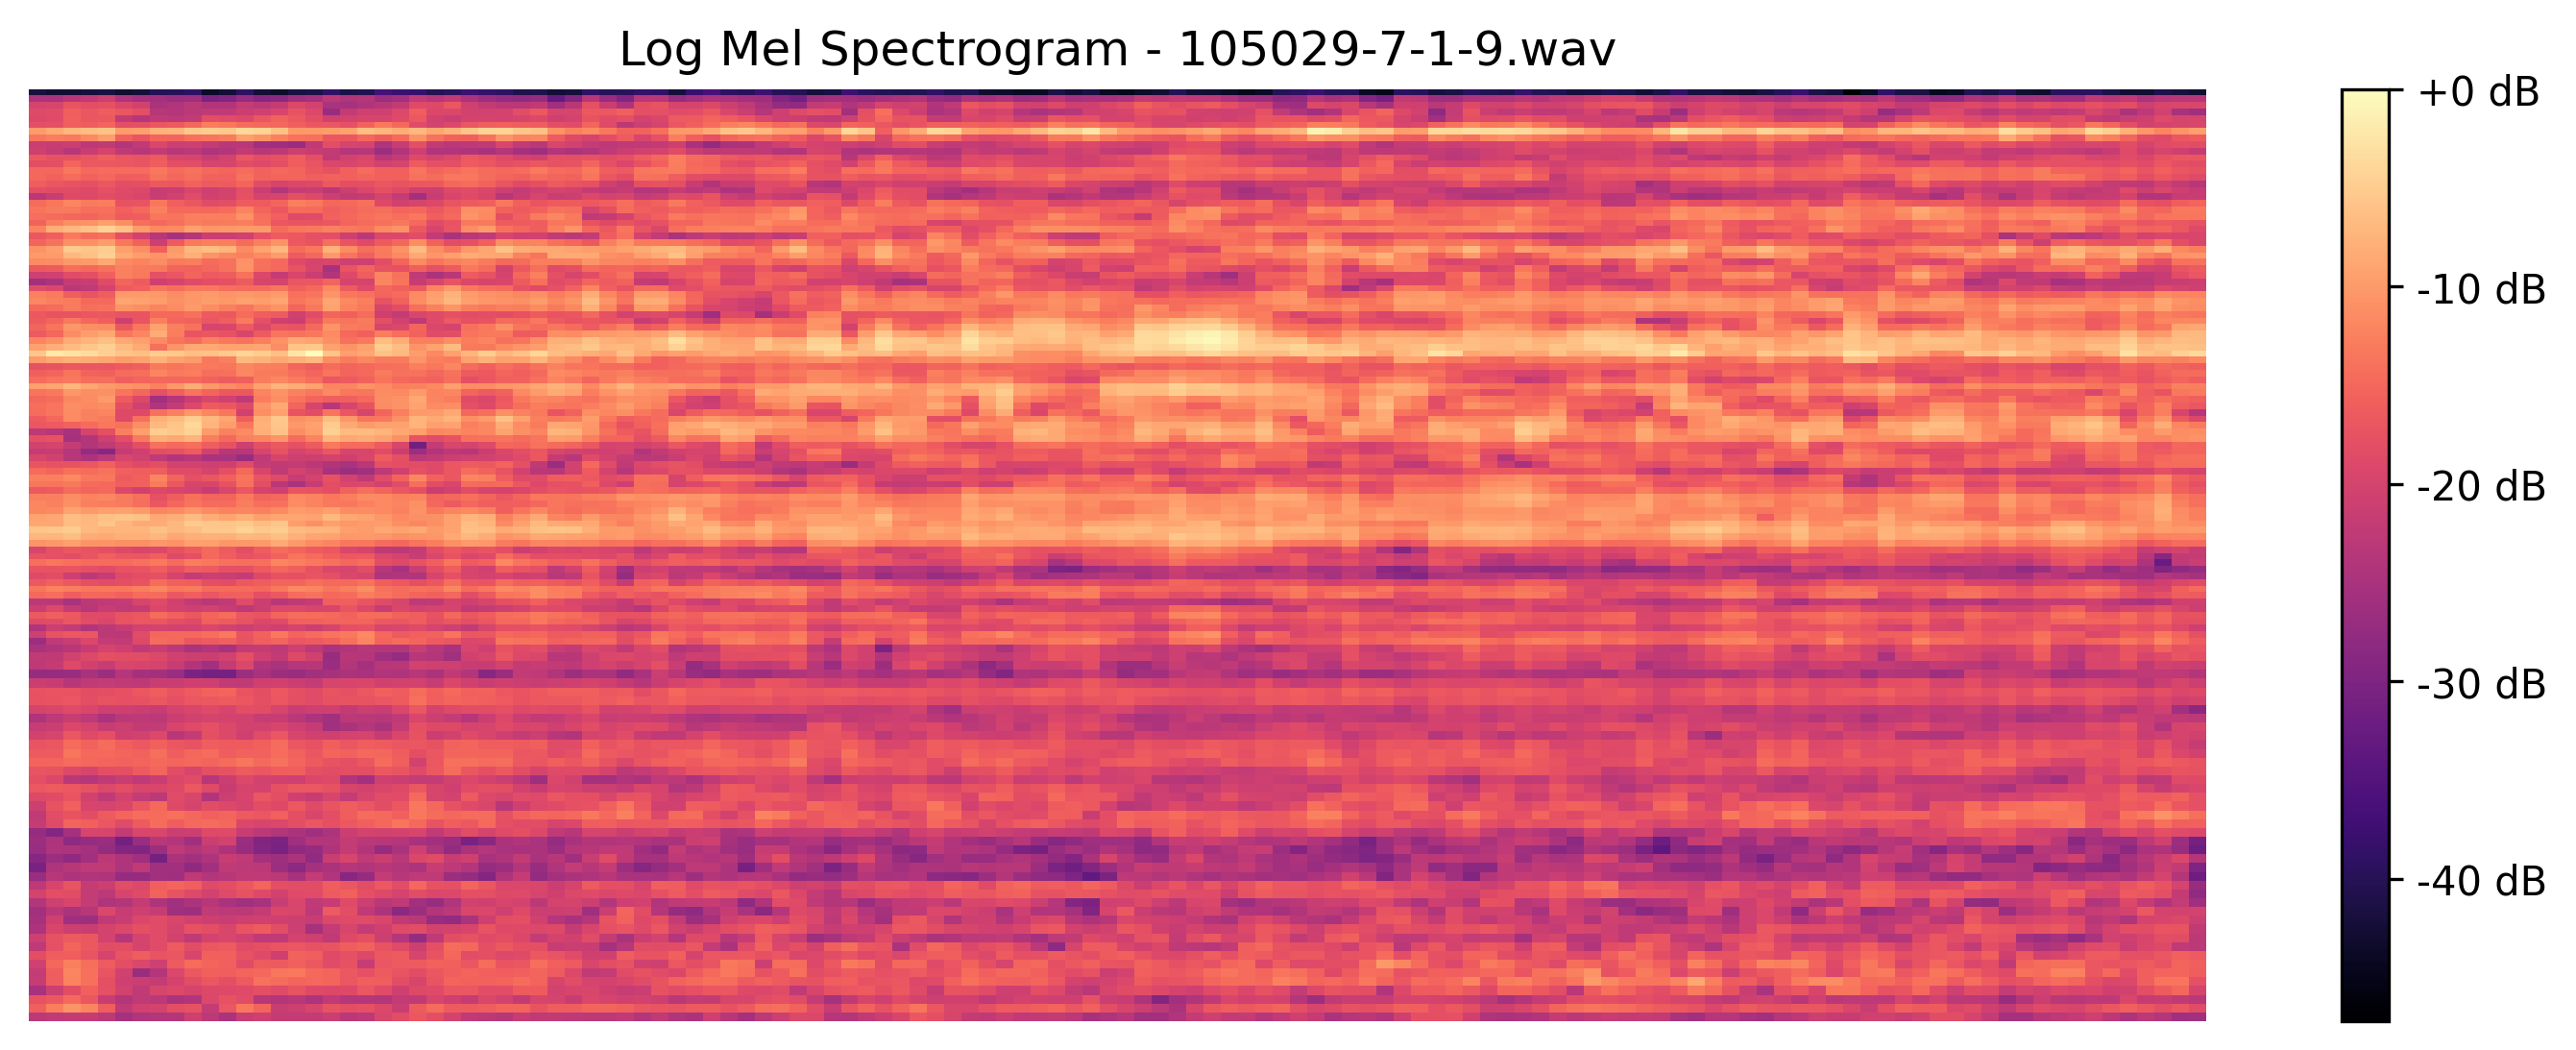 Log Mel Spectrogram - 105029-7-1-9.wav
+0 dB
-10 dB
-20 dB
-30 dB
-40 dB